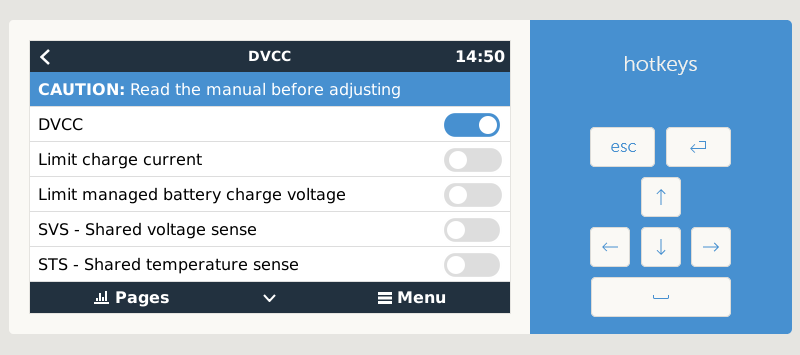 DVCC 14:50
CAUTION: Read the manual before adjusting
DVCC
Limit charge current
Limit managed battery charge voltage
SVS - Shared voltage sense
STS - Shared temperature sense
Pages Menu
hotkeys
esc